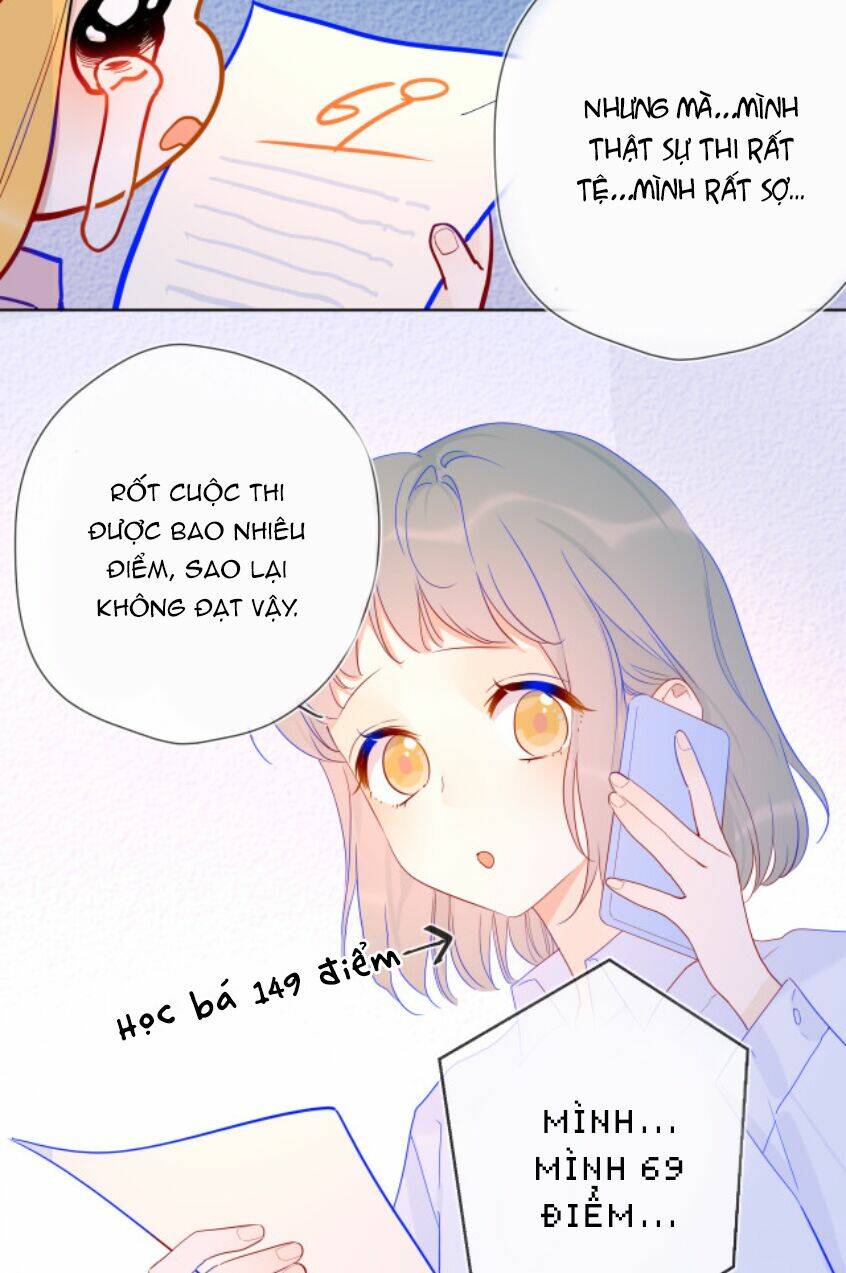 69
NHƯNG MÀ...MÌNH
THẬT SỰ THI RẤT
TỆ...MÌNH RẤT SỢ...
RỐT CUỘC THI
ĐƯỢC BAO NHIÊU
ĐIỂM, SAO LẠI
KHÔNG ĐẠT VẬY.
Học bá 149 điểm
MÌNH...
MÌNH 69
ĐIỂM...